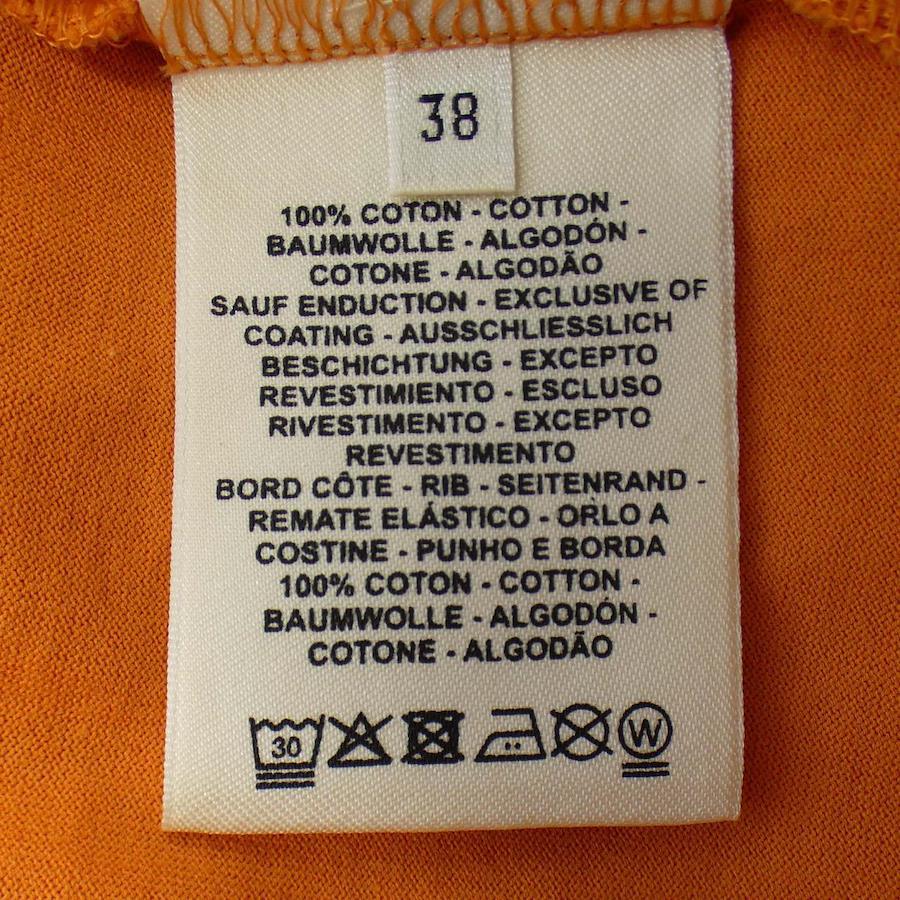 38
100% COTON - COTTON -
BAUMWOLLE - ALGODÓN -
COTONE - ALGODÃO
SAUF ENDUCTION - EXCLUSIVE OF
COATING - AUSSCHLIESSLICH
BESCHICHTUNG - EXCEPTO
REVESTIMIENTO - ESCLUSO
RIVESTIMENTO - EXCEPTO
REVESTIMENTO
BORD CÔTE - RIB - SEITENRAND -
REMATE ELÁSTICO - ORLO A
COSTINE - PUNHO E BORDA
100% COTON - COTTON -
BAUMWOLLE - ALGODÓN -
COTONE - ALGODÃO
30 W